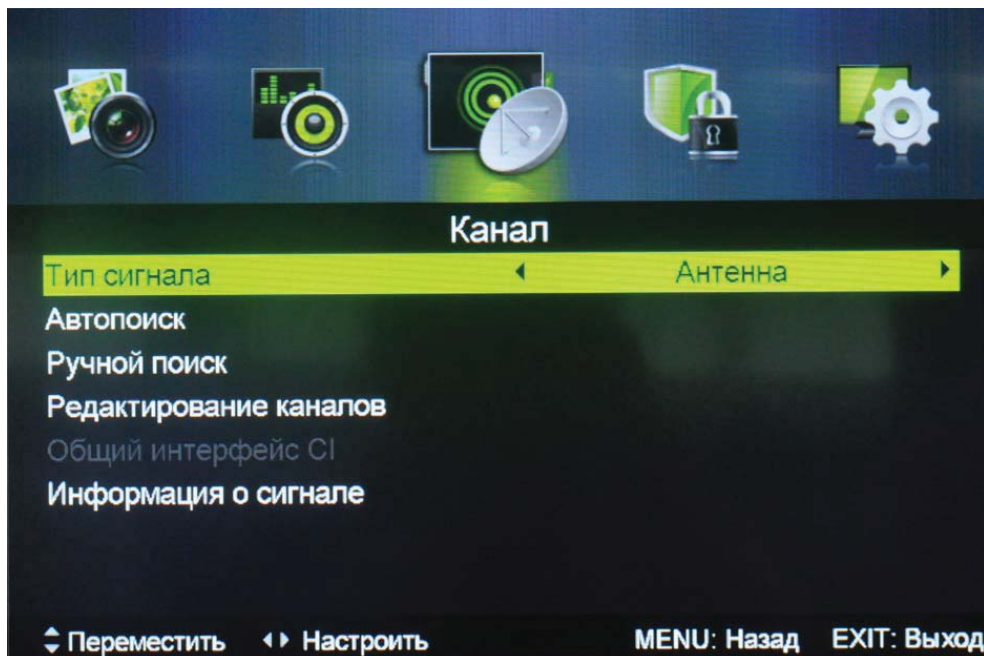 Канал
Тип сигнала Антенна
Автопоиск
Ручной поиск
Редактирование каналов
Общий интерфейс CI
Информация о сигнале
Переместить Настроить MENU: Назад EXIT: Выход